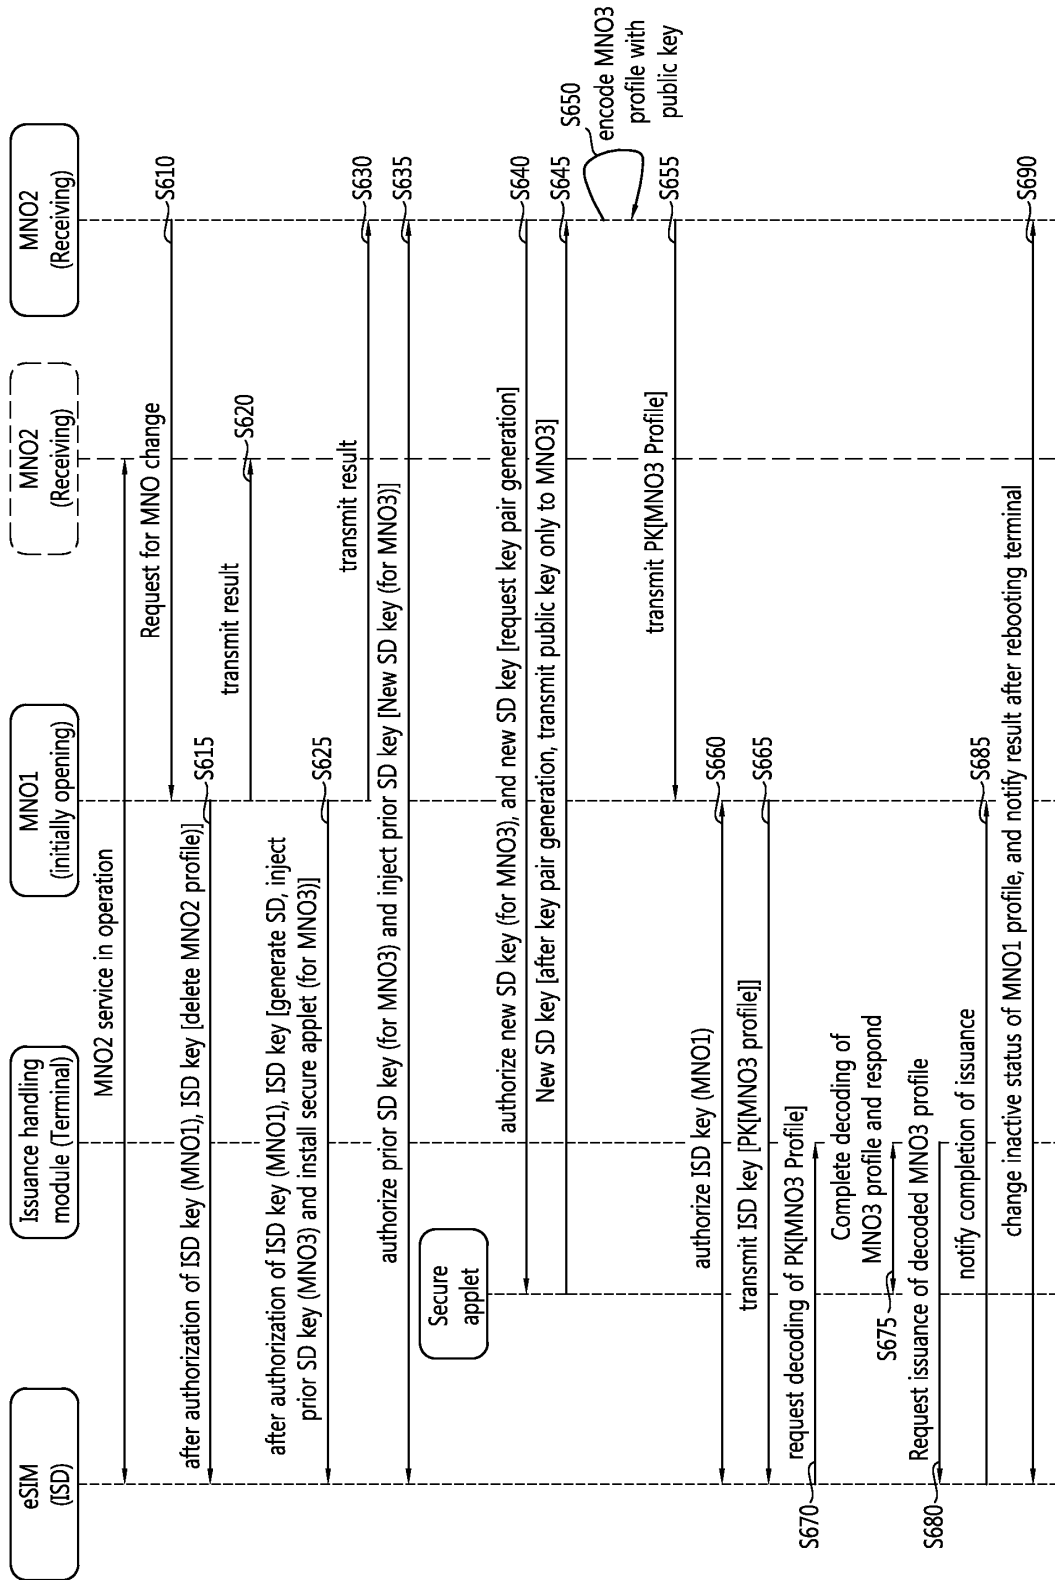 eSIM
(ISD)
Issuance handling
module (Terminal)
MNO1
(initially opening)
MNO2
(Receiving)
MNO2
(Receiving)
MNO2 service in operation
Request for MNO change
S610
after authorization of ISD key (MNO1), ISD key [delete MNO2 profile)]
S615
transmit result
S620
after authorization of ISD key (MNO1), ISD key [generate SD, inject
prior SD key (MNO3) and install secure applet (for MNO3)]
S625
transmit result
S630
authorize prior SD key (for MNO3) and inject prior SD key [New SD key (for MNO3)]
S635
Secure
applet
authorize new SD key (for MNO3), and new SD key [request key pair generation]
S640
New SD key [after key pair generation, transmit public key only to MNO3]
S645
S650
encode MNO3
profile with
public key
transmit PK[MNO3 Profile]
S655
authorize ISD key (MNO1)
S660
transmit ISD key [PK[MNO3 profile]]
S665
request decoding of PK[MNO3 Profile]
S670
Complete decoding of
MNO3 profile and respond
S675
Request issuance of decoded MNO3 profile
S680
notify completion of issuance
S685
change inactive status of MNO1 profile, and notify result after rebooting terminal
S690